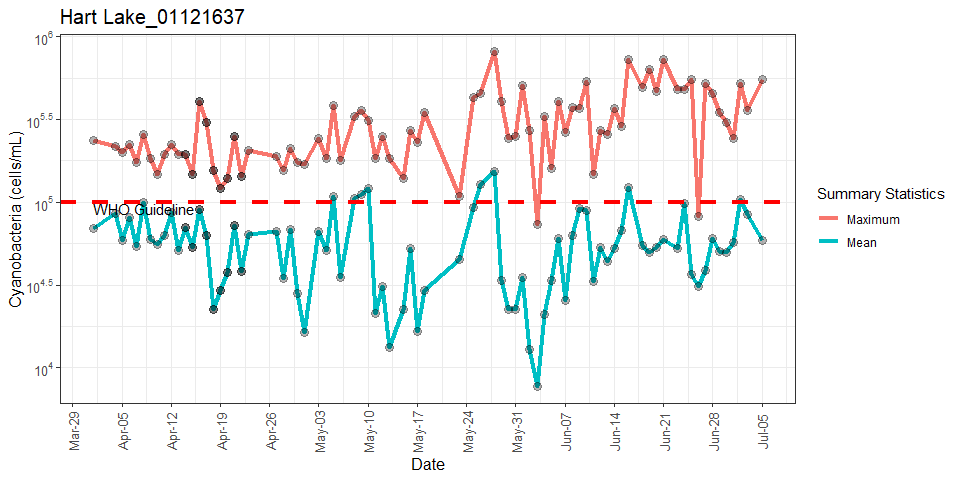 Hart Lake_01121637
Cyanobacteria (cells/mL)
10^6
10^5.5
10^5
10^4.5
10^4
WHO Guideline
Mar-29
Apr-05
Apr-12
Apr-19
Apr-26
May-03
May-10
May-17
May-24
May-31
Jun-07
Jun-14
Jun-21
Jun-28
Jul-05
Date
Summary Statistics
Maximum
Mean